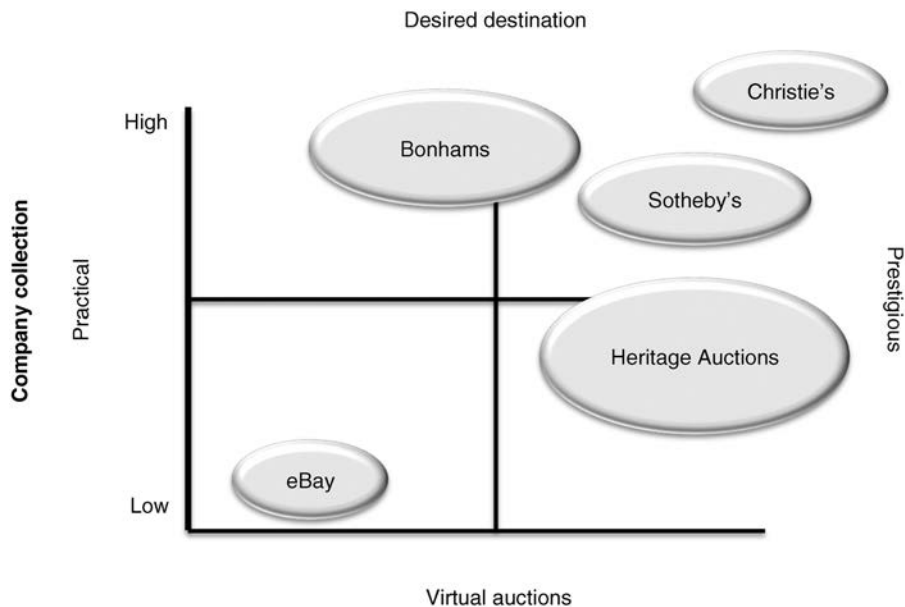 Desired destination
Christie's
High
Bonhams
Sotheby's
Company collection
Practical
Prestigious
Heritage Auctions
eBay
Low
Virtual auctions